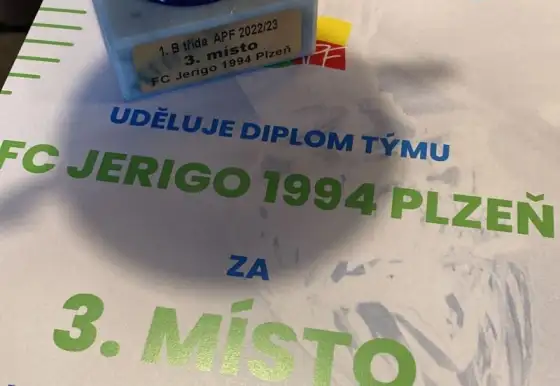 1. B třída APF 2022/23
3. místo
FC Jerigo 1994 Plzeň
UDĚLUJE DIPLOM TÝMU
FC JERIGO 1994 PLZEŇ
ZA
3. MÍSTO